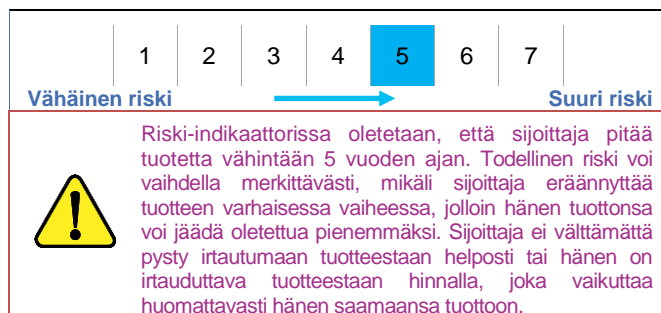 1 2 3 4 5 6 7
Vähäinen riski Suuri riski
Riski-indikaattorissa oletetaan, että sijoittaja pitää
tuotetta vähintään 5 vuoden ajan. Todellinen riski voi
vaihdella merkittävästi, mikäli sijoittaja eräännyttää
tuotteen varhaisessa vaiheessa, jolloin hänen tuottonsa
voi jäädä oletettua pienemmäksi. Sijoittaja ei välttämättä
pysty irtautumaan tuotteestaan helposti tai hänen on
irtauduttava tuotteestaan hinnalla, joka vaikuttaa
huomattavasti hänen saamaansa tuottoon.